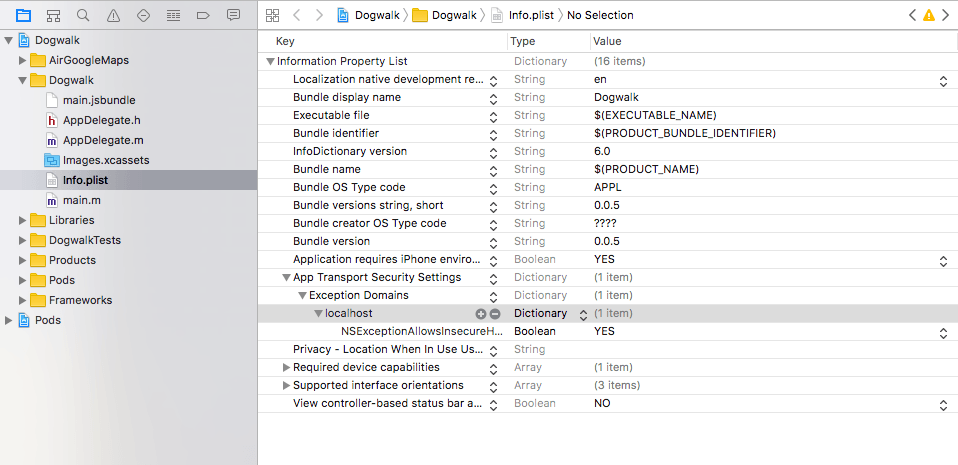 Dogwalk
AirGoogleMaps
Dogwalk
main.jsbundle
AppDelegate.h
AppDelegate.m
Images.xcassets
Info.plist
main.m
Libraries
DogwalkTests
Products
Pods
Frameworks
Pods
Dogwalk Dogwalk Info.plist No Selection
Key Type Value
Information Property List Dictionary (16 items)
Localization native development re... String en
Bundle display name String Dogwalk
Executable file String $(EXECUTABLE_NAME)
Bundle identifier String $(PRODUCT_BUNDLE_IDENTIFIER)
InfoDictionary version String 6.0
Bundle name String $(PRODUCT_NAME)
Bundle OS Type code String APPL
Bundle versions string, short String 0.0.5
Bundle creator OS Type code String ????
Bundle version String 0.0.5
Application requires iPhone enviro... Boolean YES
App Transport Security Settings Dictionary (1 item)
Exception Domains Dictionary (1 item)
localhost Dictionary (1 item)
NSExceptionAllowsInsecureH... Boolean YES
Privacy - Location When In Use Us... String
Required device capabilities Array (1 item)
Supported interface orientations Array (3 items)
View controller-based status bar a... Boolean NO